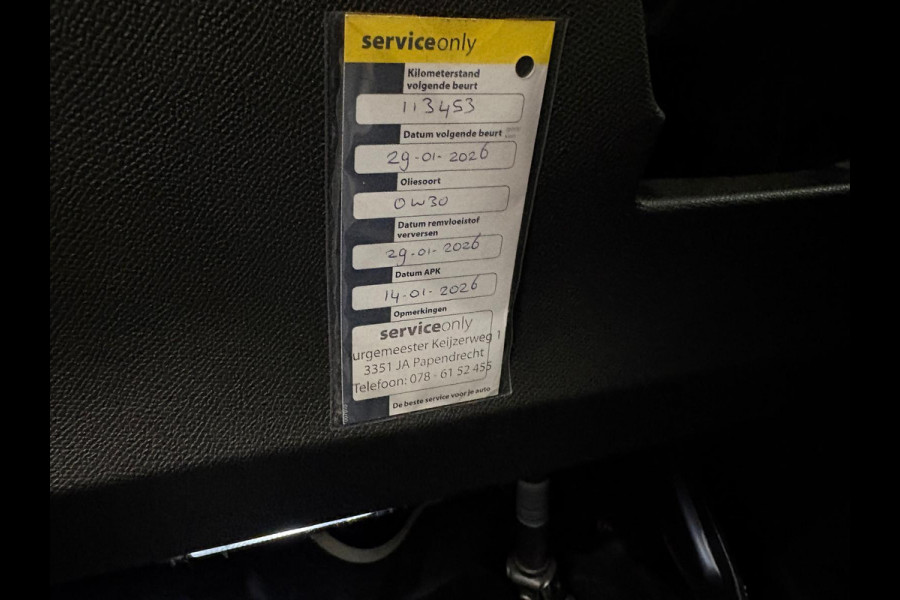 serviceonly
Kilometerstand
volgende beurt
113453
Datum volgende beurt
29-01-2026
Oliesoort
0W30
Datum remvloeistof
verversen
29-01-2026
Datum APK
14-01-2026
Opmerkingen
serviceonly
urgemeester Keijzerweg 1
3351 JA Papendrecht
Telefoon: 078 - 61 52 455
De beste service voor je auto